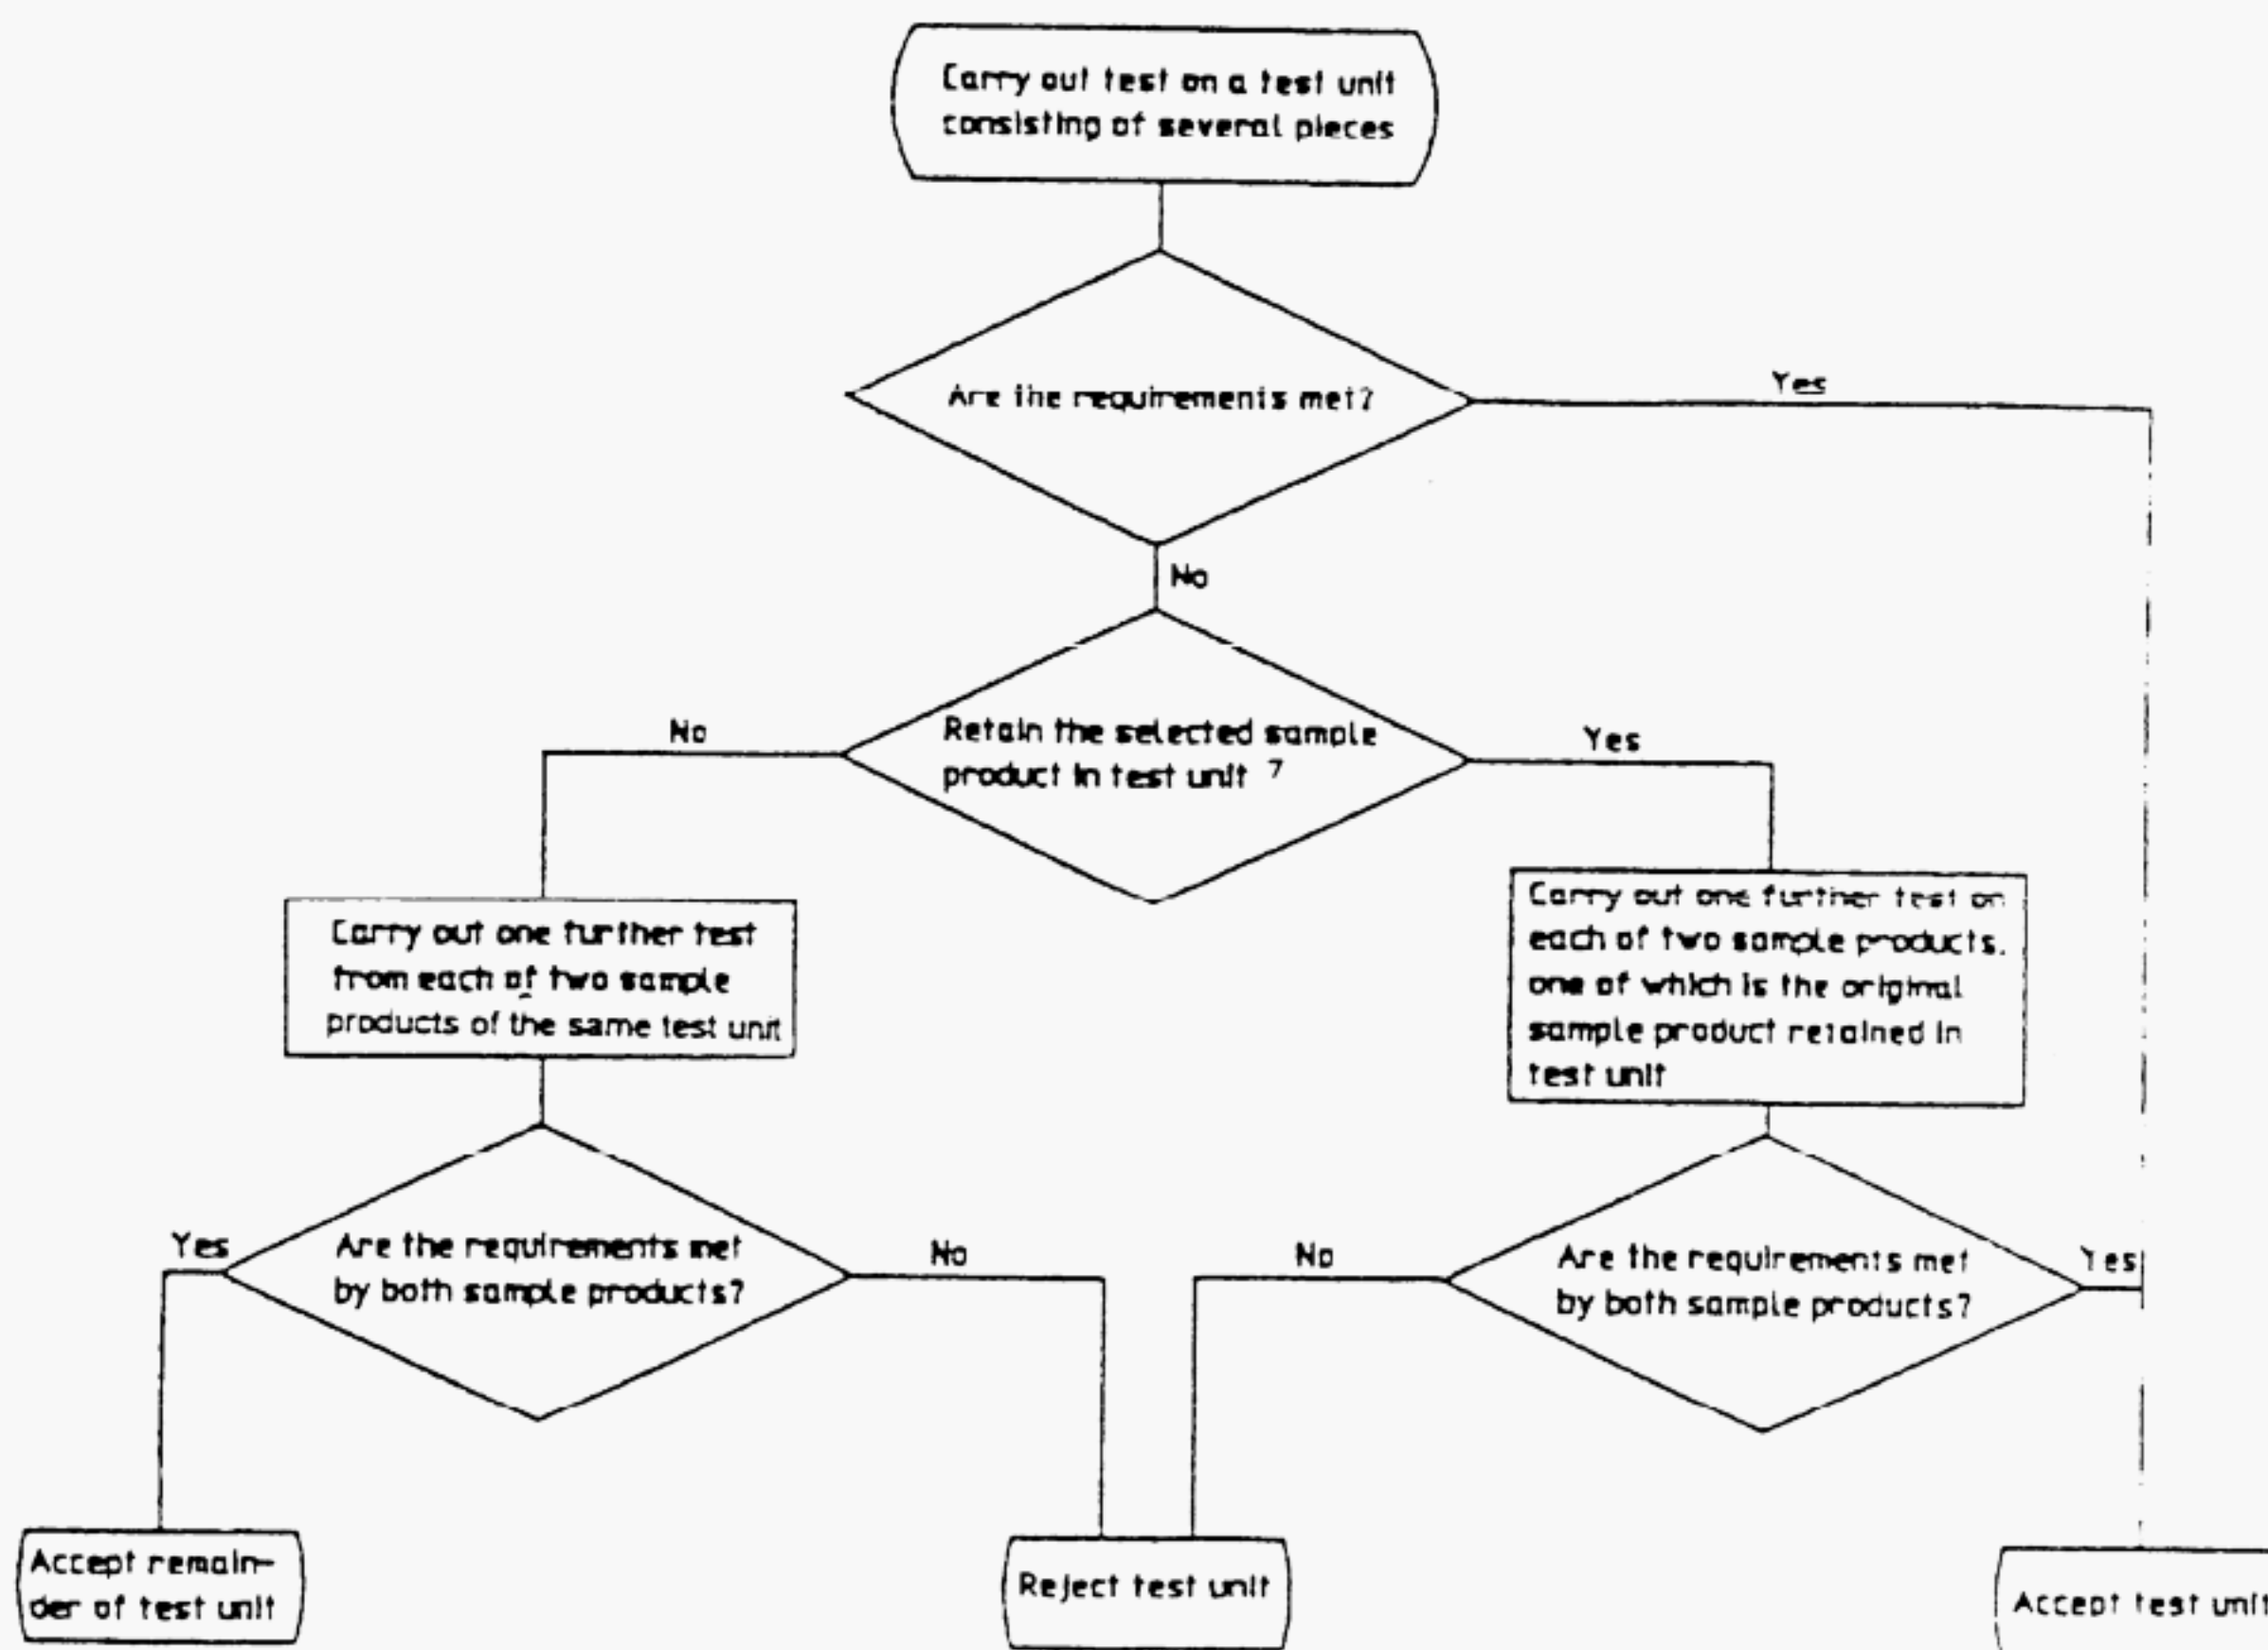 Carry out test on a test unit
consisting of several pieces
Are the requirements met?
Yes
No
Retain the selected sample
product in test unit ?
No
Yes
Carry out one further test
from each of two sample
products of the same test unit
Carry out one further test on
each of two sample products,
one of which is the original
sample product retained in
test unit
Are the requirements met
by both sample products?
Yes
No
Are the requirements met
by both sample products?
No
Yes
Accept remain-
der of test unit
Reject test unit
Accept test unit